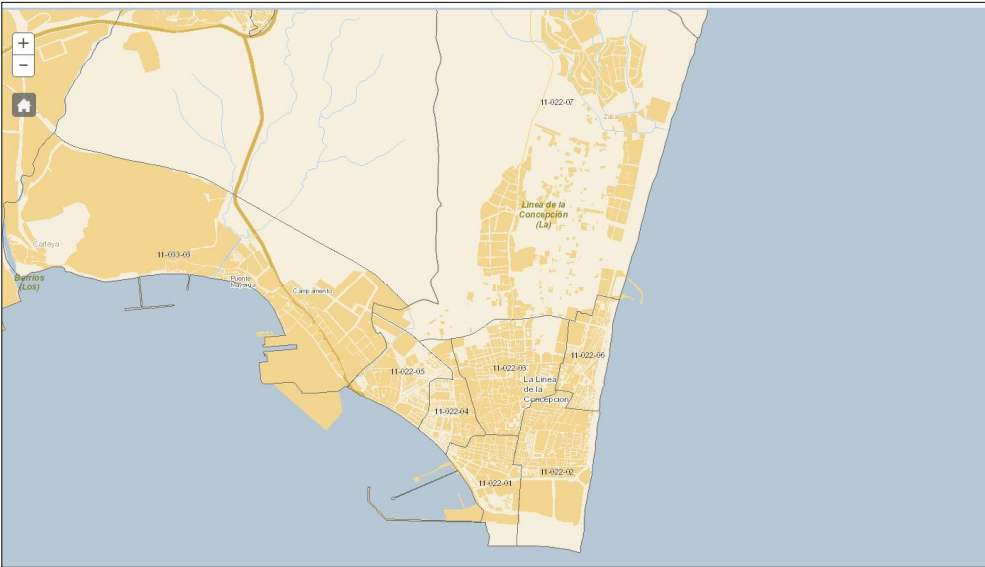 +
−
11-022-07
Zabal
Línea de la
Concepción
(La)
Carteya
11-033-03
Barrios
(Los)
Puente
Mayorga
Campamento
11-022-06
11-022-05
11-022-03
La Línea
de la
Concepción
11-022-04
11-022-02
11-022-01